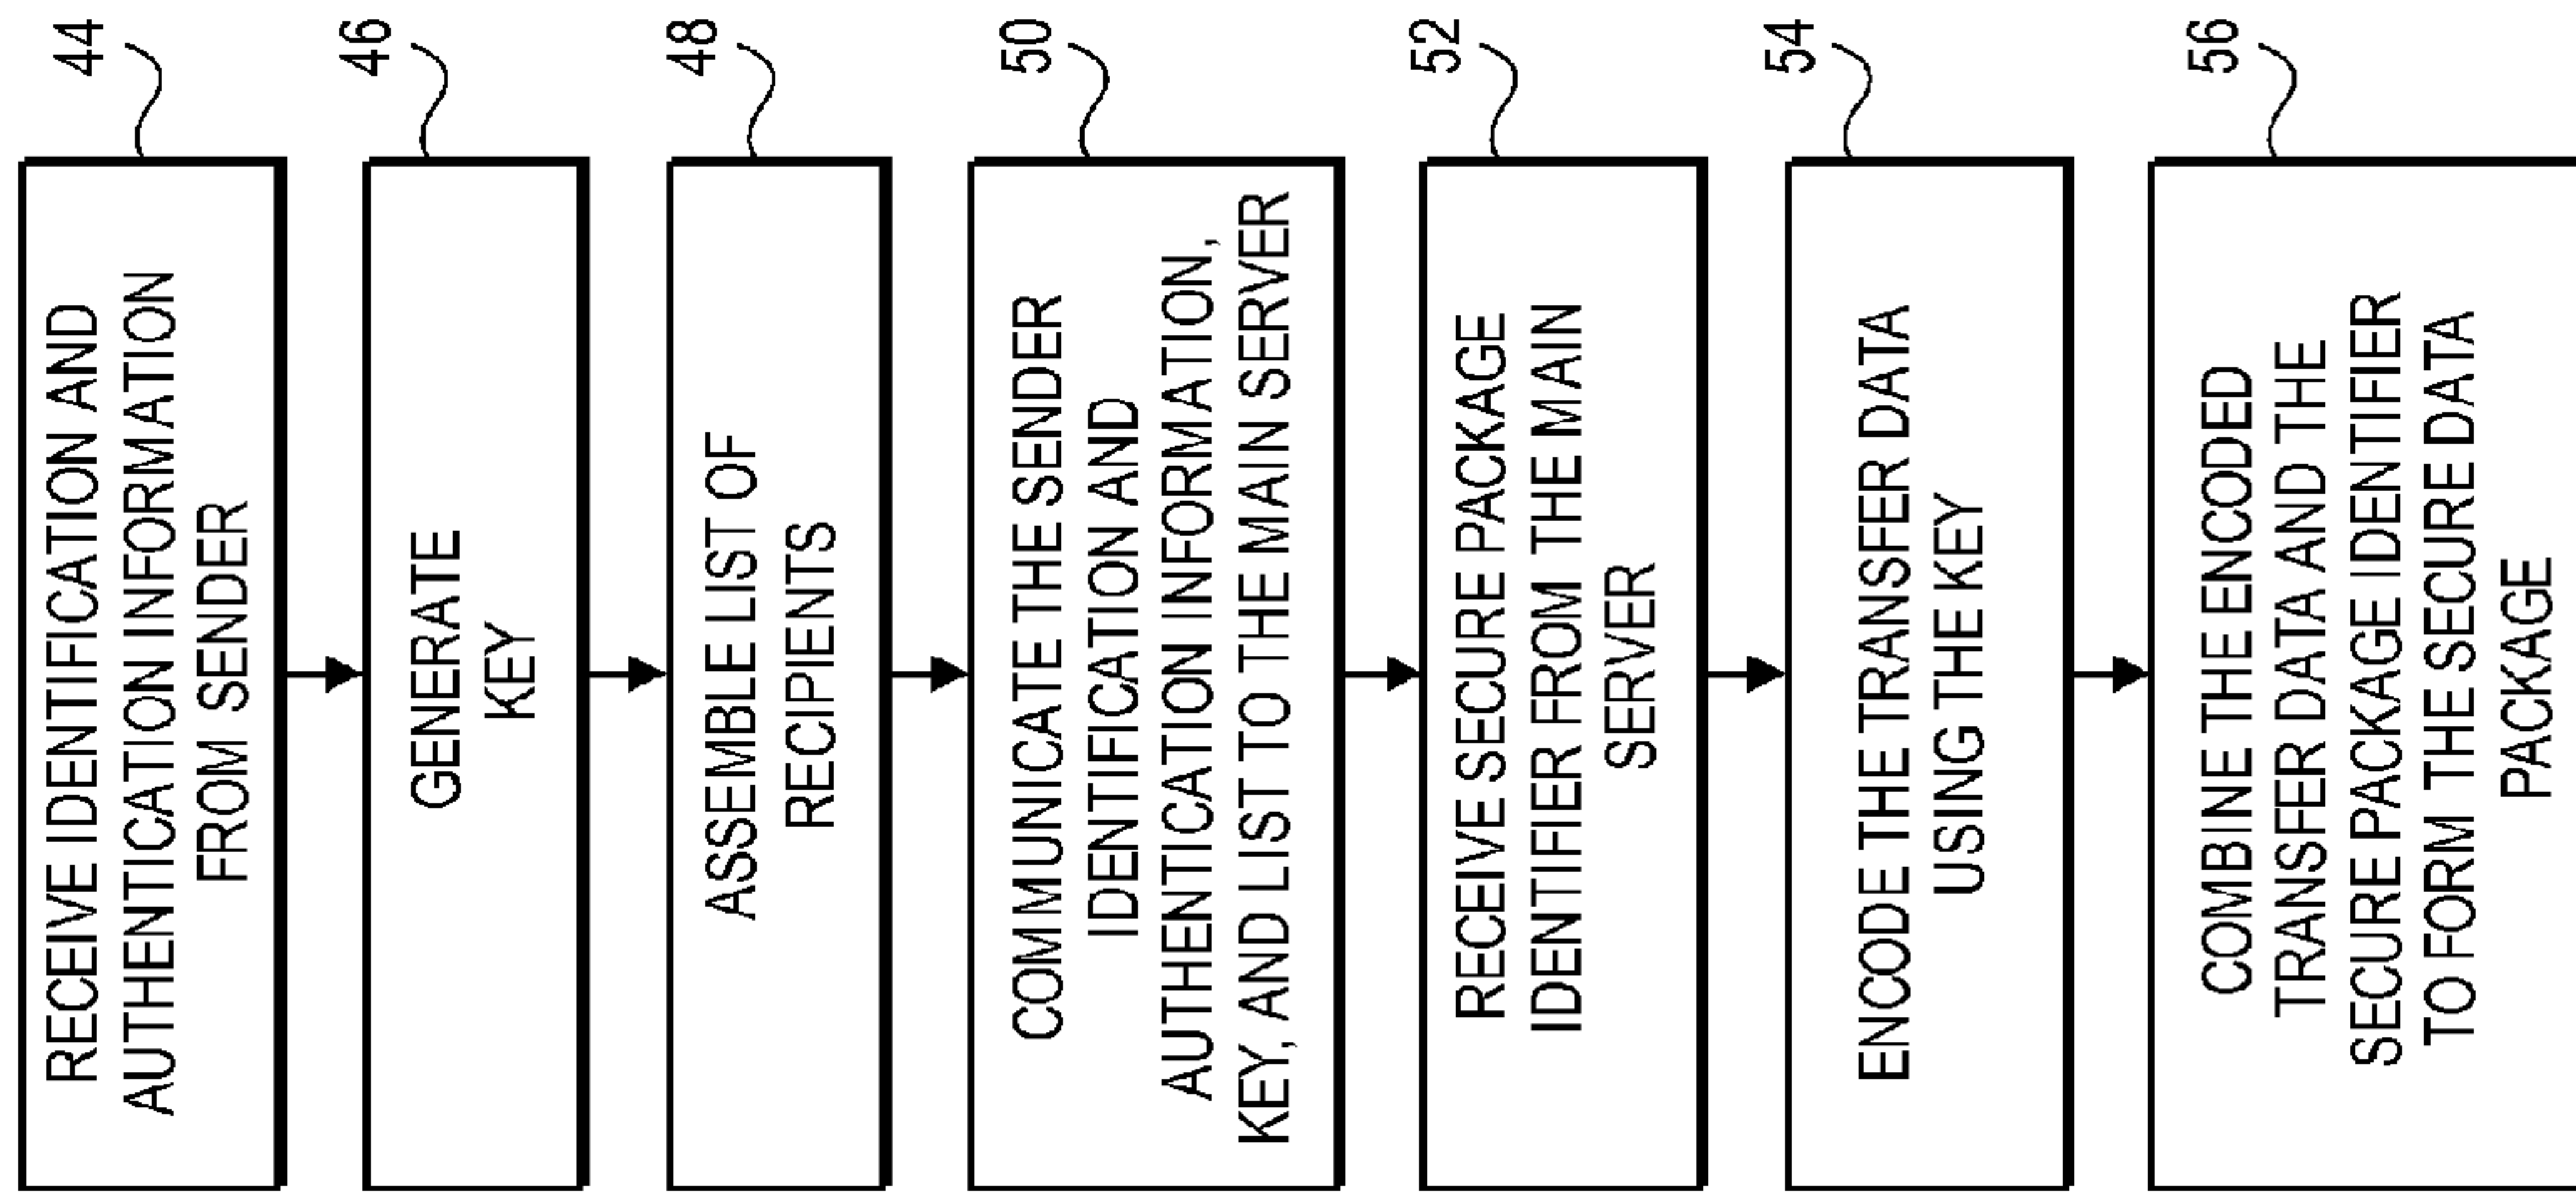 RECEIVE IDENTIFICATION AND
AUTHENTICATION INFORMATION
FROM SENDER
44
GENERATE
KEY
46
ASSEMBLE LIST OF
RECIPIENTS
48
COMMUNICATE THE SENDER
IDENTIFICATION AND
AUTHENTICATION INFORMATION,
KEY, AND LIST TO THE MAIN SERVER
50
RECEIVE SECURE PACKAGE
IDENTIFIER FROM THE MAIN
SERVER
52
ENCODE THE TRANSFER DATA
USING THE KEY
54
COMBINE THE ENCODED
TRANSFER DATA AND THE
SECURE PACKAGE IDENTIFIER
TO FORM THE SECURE DATA
PACKAGE
56